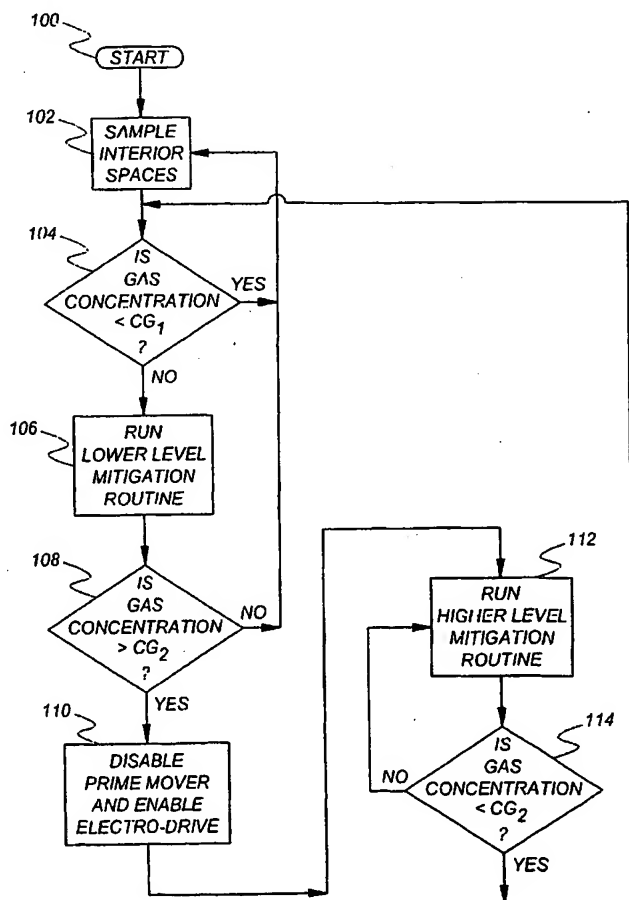 100
START
102
SAMPLE
INTERIOR
SPACES
104
IS
GAS
CONCENTRATION
< CG1
?
YES
NO
106
RUN
LOWER LEVEL
MITIGATION
ROUTINE
108
IS
GAS
CONCENTRATION
> CG2
?
NO
YES
110
DISABLE
PRIME MOVER
AND ENABLE
ELECTRO-DRIVE
112
RUN
HIGHER LEVEL
MITIGATION
ROUTINE
114
IS
GAS
CONCENTRATION
< CG2
?
NO
YES